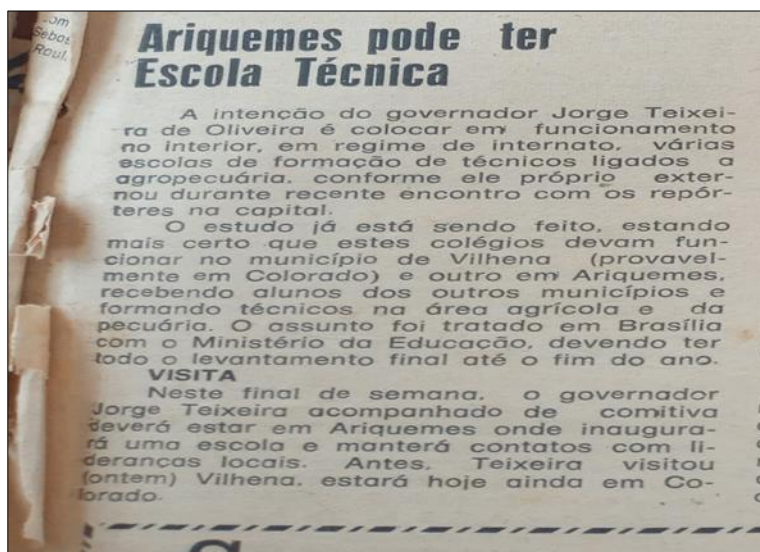 om
Sebas
Roul.
Ariquemes pode ter
Escola Técnica
A intenção do governador Jorge Teixei-
ra de Oliveira é colocar em funcionamento
no interior, em regime de internato, várias
escolas de formação de técnicos ligados a
agropecuária, conforme ele próprio exter-
nou durante recente encontro com os repór-
teres na capital.
O estudo já está sendo feito, estando
mais certo que estes colégios devam fun-
cionar no município de Vilhena (provavel-
mente em Colorado) e outro em Ariquemes,
recebendo alunos dos outros municípios e
formando técnicos na área agrícola e da
pecuária. O assunto foi tratado em Brasília
com o Ministério da Educação, devendo ter
todo o levantamento final até o fim do ano.
VISITA
Neste final de semana, o governador
Jorge Teixeira acompanhado de comitiva
deverá estar em Ariquemes onde inaugura-
rá uma escola e manterá contatos com li-
deranças locais. Antes, Teixeira visitou
(ontem) Vilhena, estará hoje ainda em Co-
lorado.